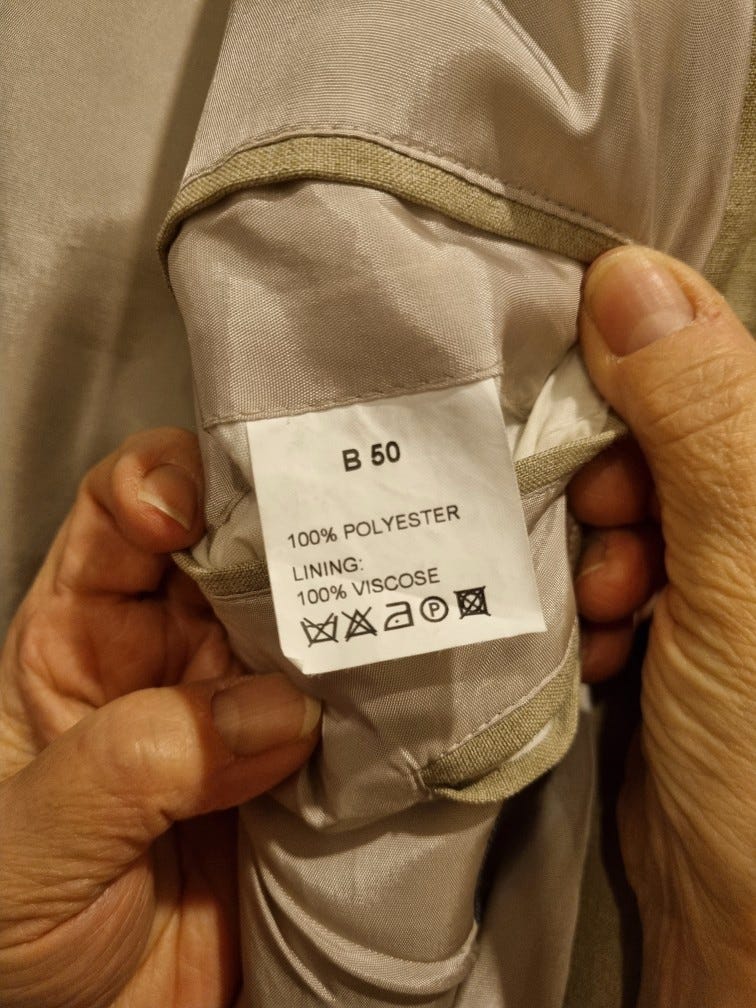 B 50
100% POLYESTER
LINING:
100% VISCOSE
P